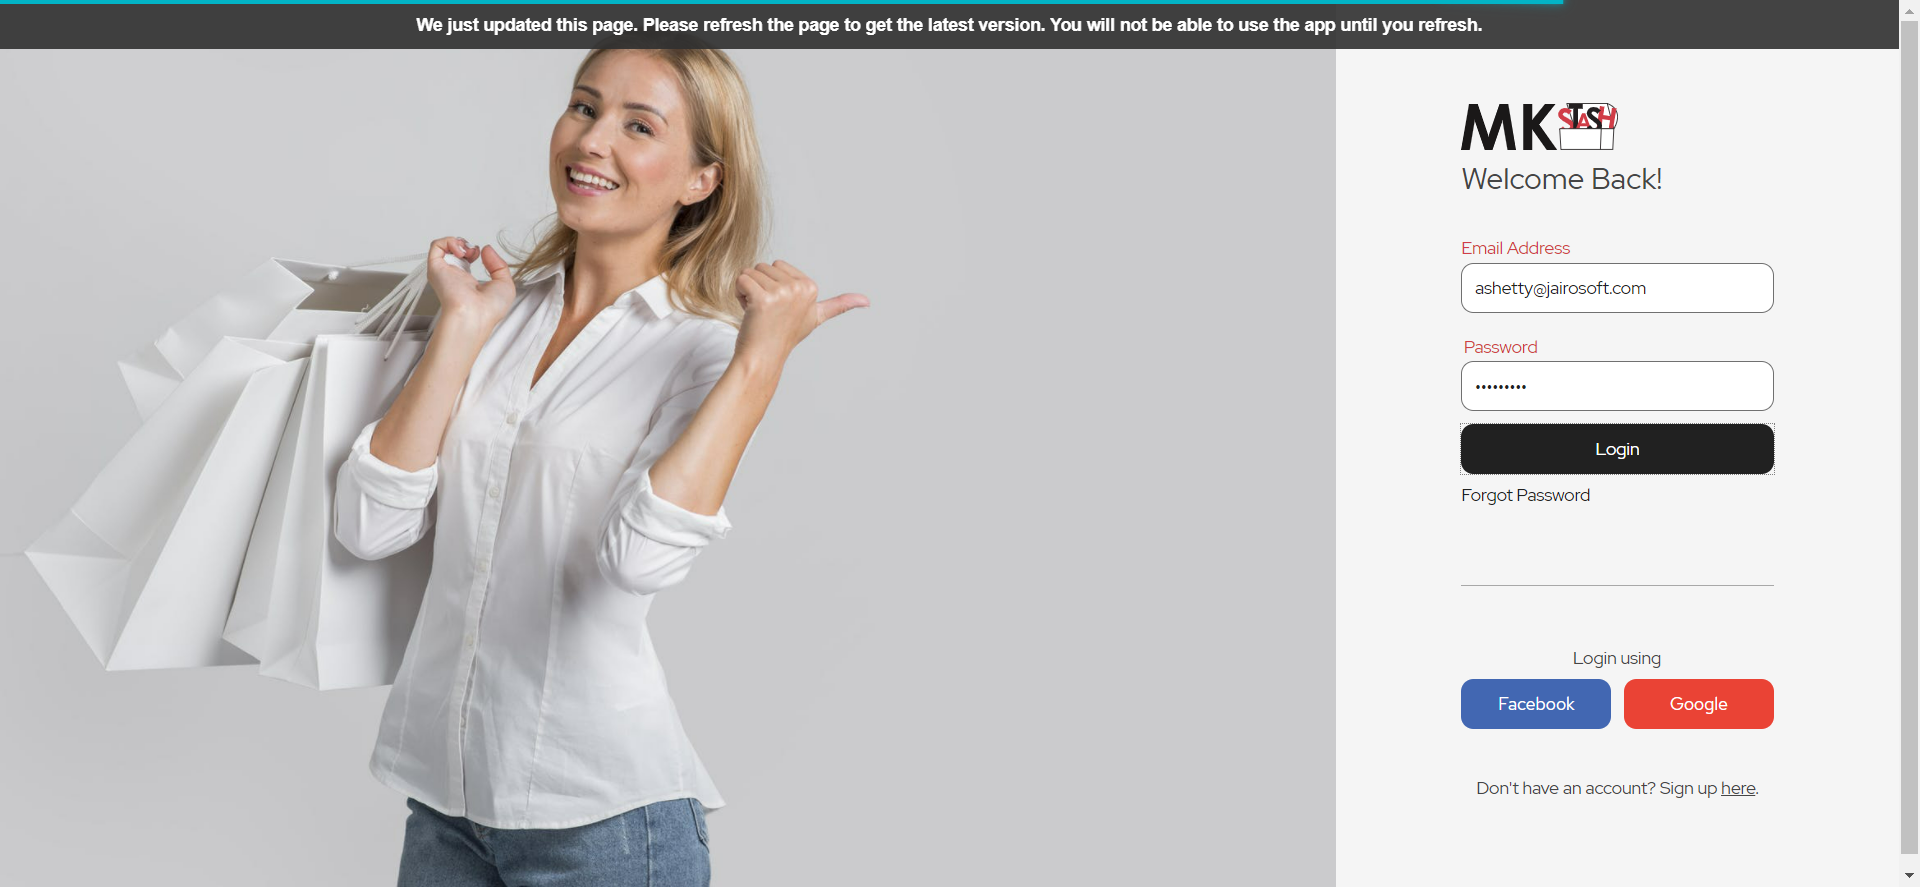 We just updated this page. Please refresh the page to get the latest version. You will not be able to use the app until you refresh.
MK STASH
Welcome Back!
Email Address
ashetty@jairosoft.com
Password
•••••••••
Login
Forgot Password
Login using
Facebook
Google
Don't have an account? Sign up here.